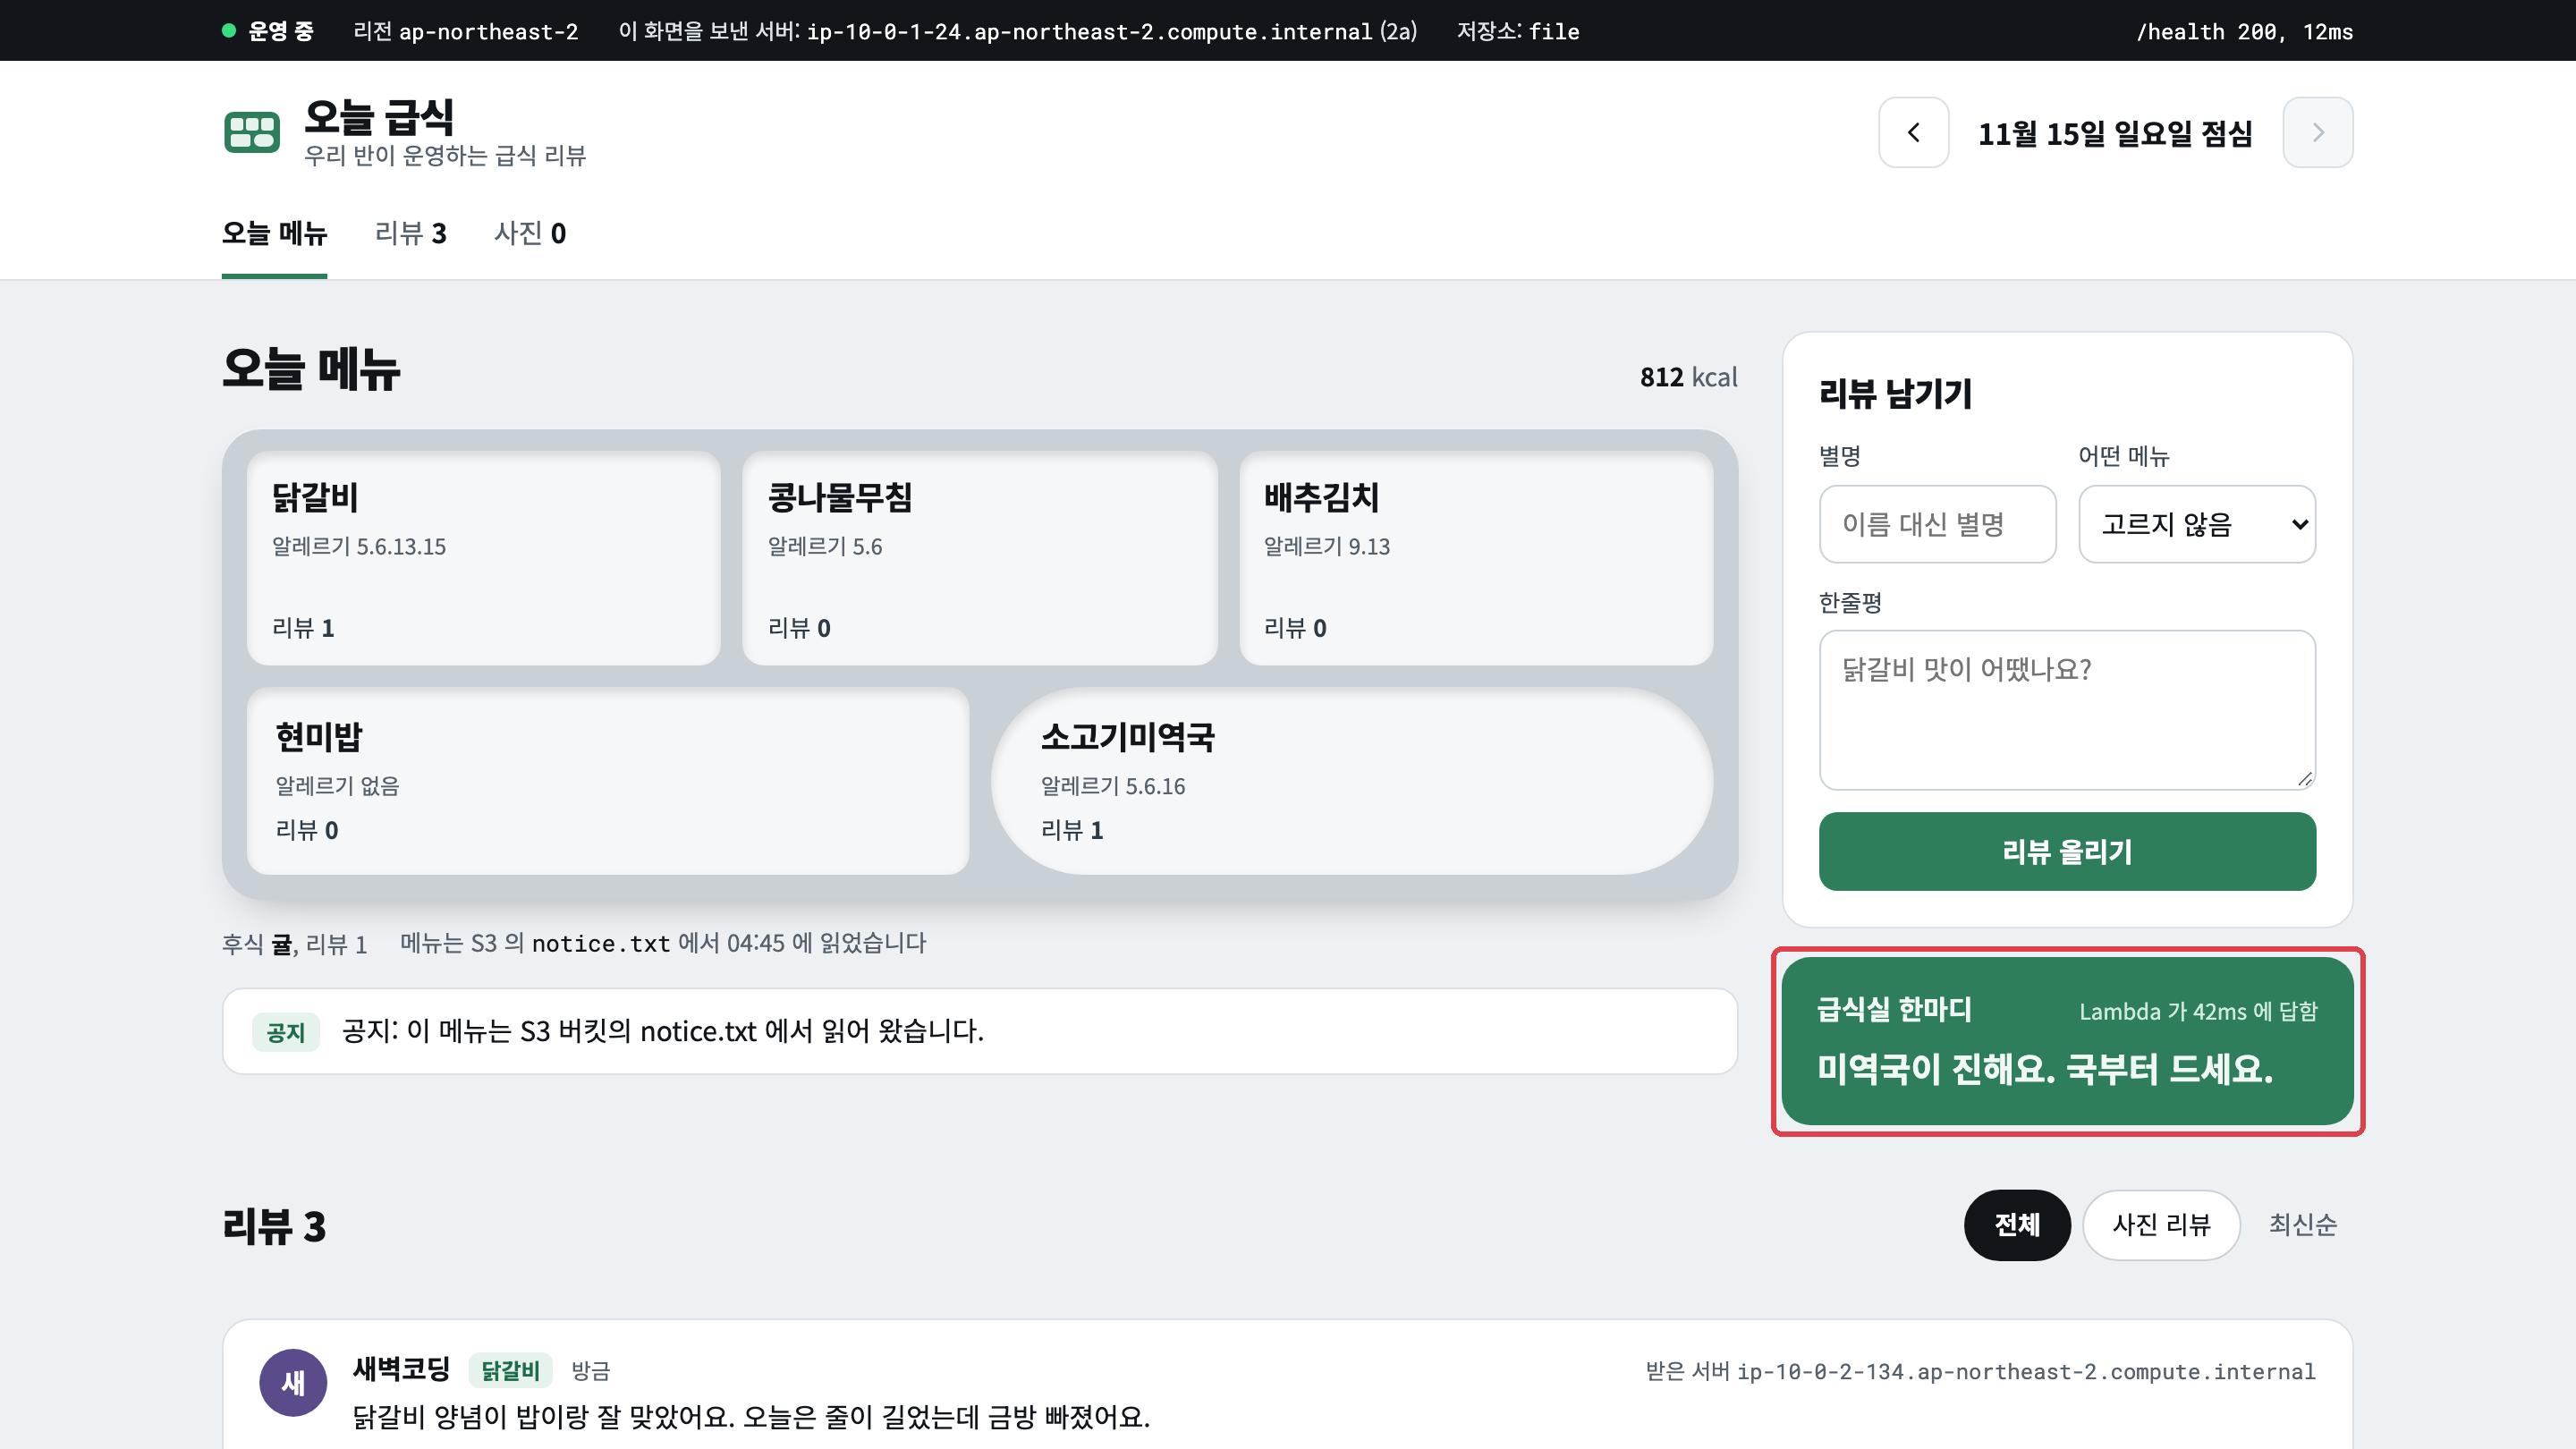 운영 중 리전 ap-northeast-2 이 화면을 보낸 서버: ip-10-0-1-24.ap-northeast-2.compute.internal (2a) 저장소: file /health 200, 12ms
오늘 급식
우리 반이 운영하는 급식 리뷰
11월 15일 일요일 점심
오늘 메뉴 리뷰 3 사진 0
오늘 메뉴
812 kcal
닭갈비
알레르기 5.6.13.15
리뷰 1
콩나물무침
알레르기 5.6
리뷰 0
배추김치
알레르기 9.13
리뷰 0
현미밥
알레르기 없음
리뷰 0
소고기미역국
알레르기 5.6.16
리뷰 1
후식 귤, 리뷰 1 메뉴는 S3 의 notice.txt 에서 04:45 에 읽었습니다
공지 공지: 이 메뉴는 S3 버킷의 notice.txt 에서 읽어 왔습니다.
리뷰 남기기
별명 어떤 메뉴
이름 대신 별명 고르지 않음
한줄평
닭갈비 맛이 어땠나요?
리뷰 올리기
급식실 한마디 Lambda 가 42ms 에 답함
미역국이 진해요. 국부터 드세요.
리뷰 3
전체 사진 리뷰 최신순
새 새벽코딩 닭갈비 방금 받은 서버 ip-10-0-2-134.ap-northeast-2.compute.internal
닭갈비 양념이 밥이랑 잘 맞았어요. 오늘은 줄이 길었는데 금방 빠졌어요.